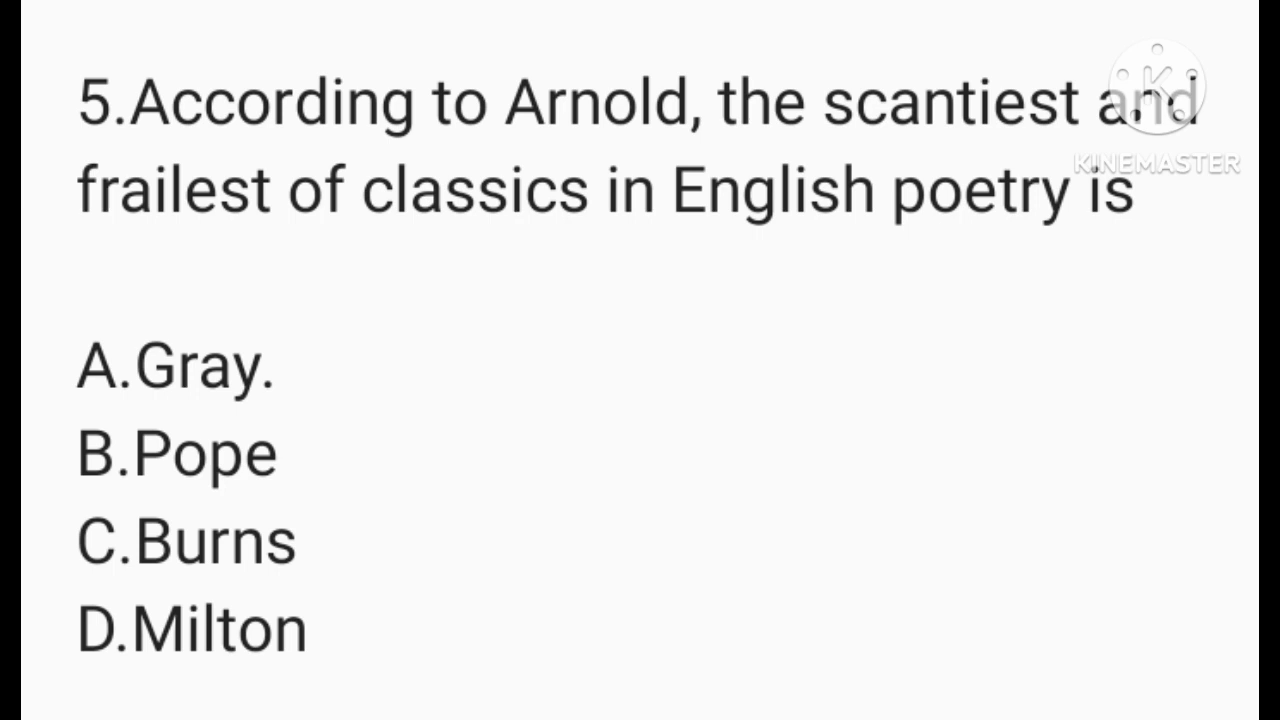 5.According to Arnold, the scantiest and
KINEMASTER
frailest of classics in English poetry is
A.Gray.
B.Pope
C.Burns
D.Milton